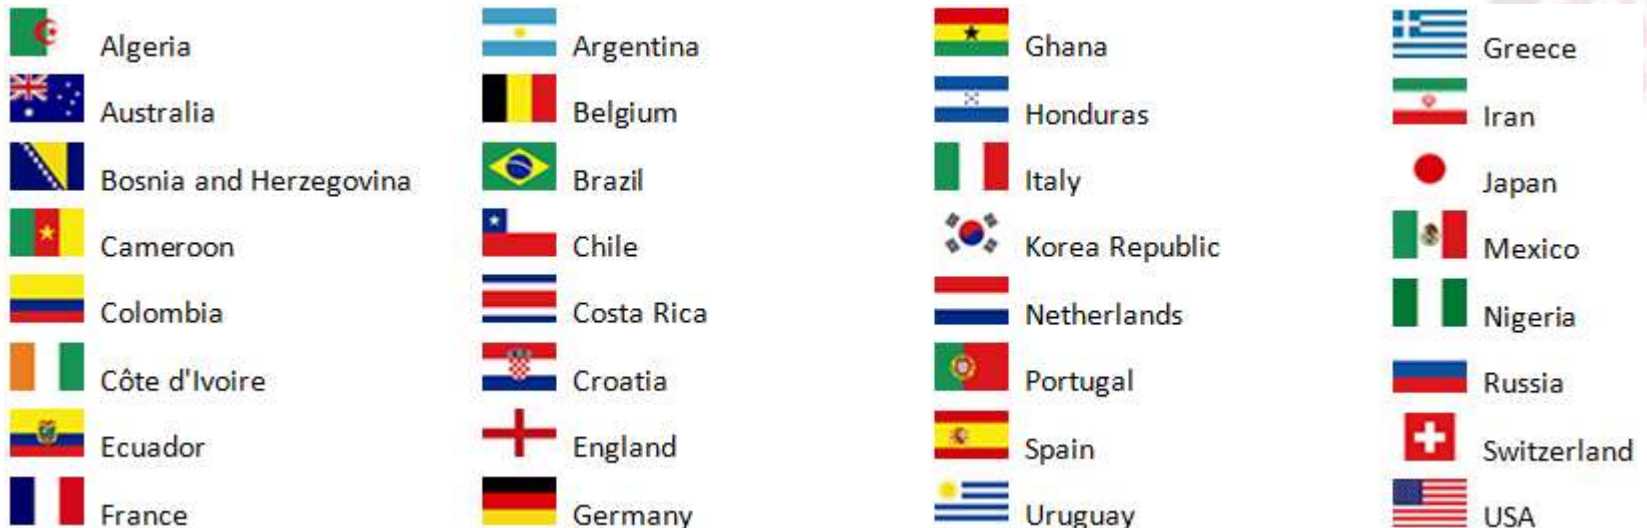 Algeria
Argentina
Ghana
Greece
Australia
Belgium
Honduras
Iran
Bosnia and Herzegovina
Brazil
Italy
Japan
Cameroon
Chile
Korea Republic
Mexico
Colombia
Costa Rica
Netherlands
Nigeria
Côte d'Ivoire
Croatia
Portugal
Russia
Ecuador
England
Spain
Switzerland
France
Germany
Uruguay
USA